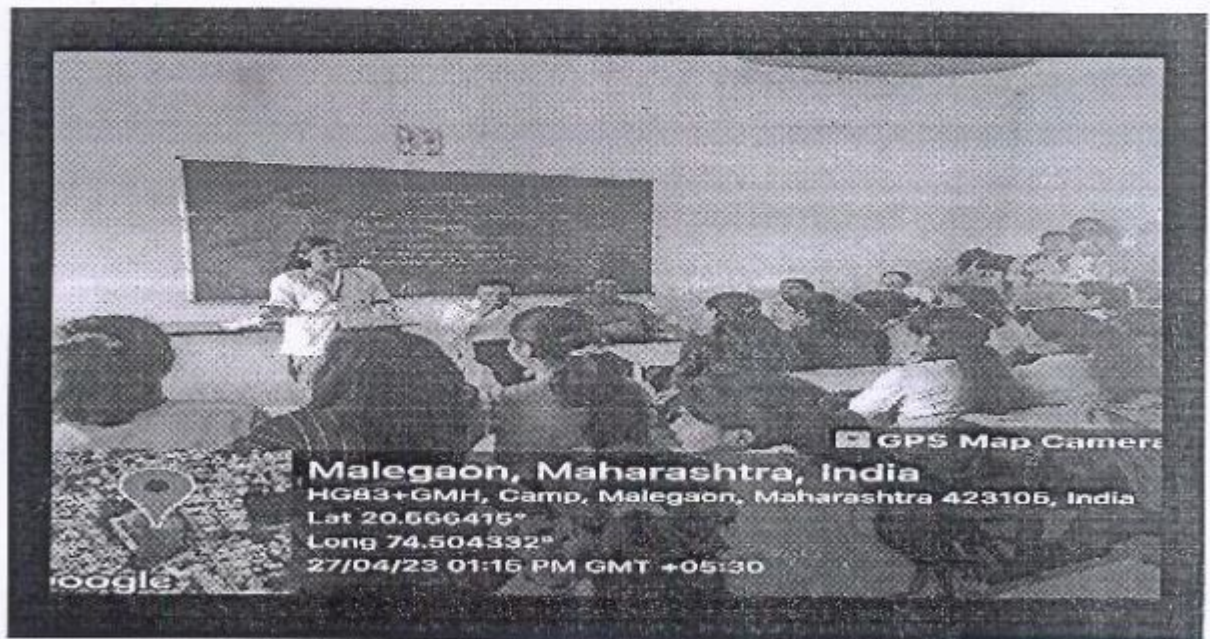 GPS Map Camera
Malegaon, Maharashtra, India
HG83+GMH, Camp, Malegaon, Maharashtra 423105, India
Lat 20.566415°
Long 74.504332°
27/04/23 01:15 PM GMT +05:30
Google